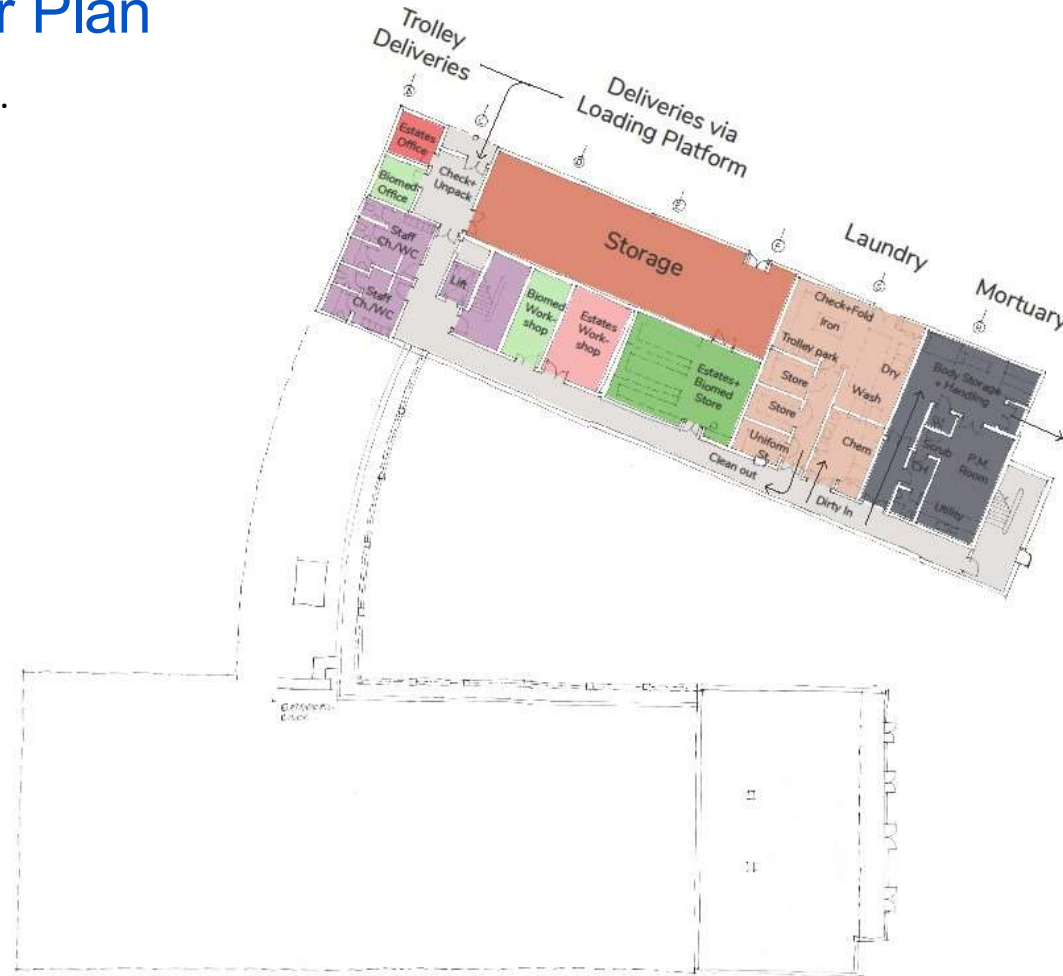 r Plan
.
Trolley
Deliveries
Deliveries via
Loading Platform
Laundry
Mortuary
B
C
D
E
F
G
H
Estates
Office
Biomed
Office
Check+
Unpack
Staff
Ch./WC
Staff
Ch./WC
Lift
Storage
Biomed
Work-
shop
Estates
Work-
shop
Estates+
Biomed
Store
Check+Fold
Iron
Trolley park
Dry
Wash
Store
Store
Uniform
St.
Chem
Clean out
Dirty In
Body Storage
+ Handling
Scrub
CH
P.M.
Room
Utility